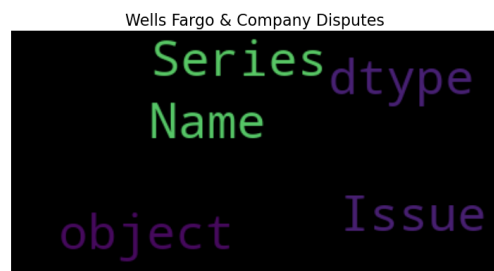 Wells Fargo & Company Disputes
Series dtype
Name
Issue
object